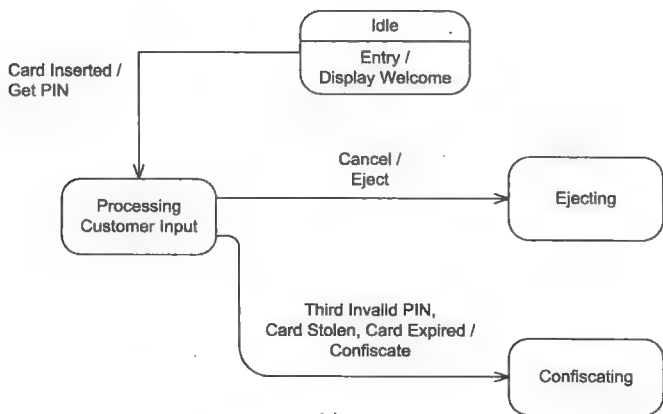 Idle
Entry /
Display Welcome
Card Inserted /
Get PIN
Cancel /
Eject
Processing
Customer Input
Ejecting
Third Invalid PIN,
Card Stolen, Card Expired /
Confiscate
Confiscating